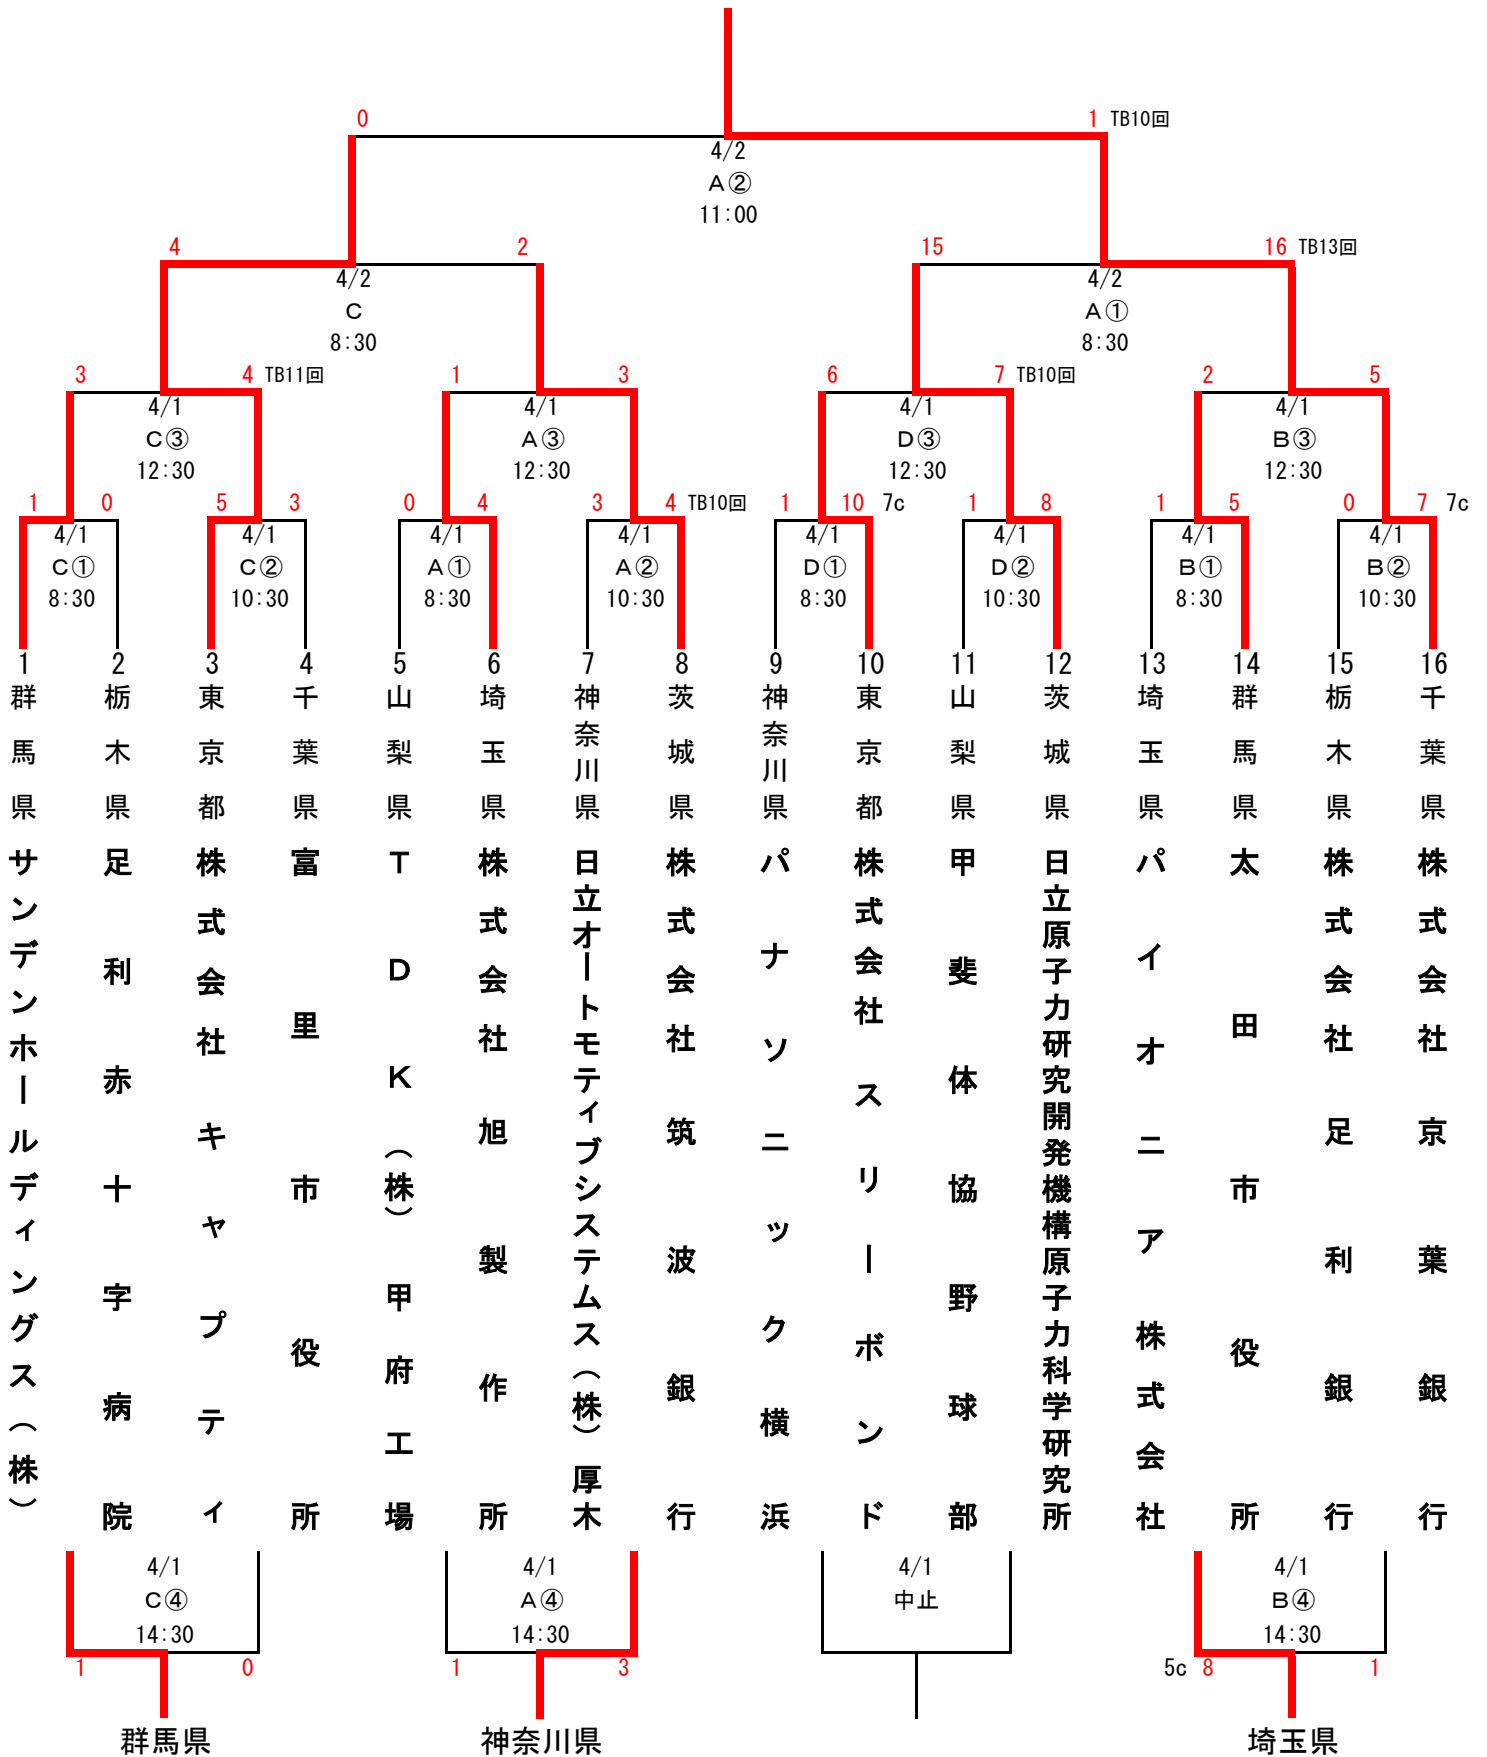 0 1 TB10回
4/2
A②
11:00
4 2 15 16 TB13回
4/2 4/2
C A①
8:30 8:30
3 4 TB11回 1 3 6 7 TB10回 2 5
4/1 4/1 4/1 4/1
C③ A③ D③ B③
12:30 12:30 12:30 12:30
1 0 5 3 0 4 3 4 TB10回 1 10 7c 1 8 1 5 0 7 7c
4/1 4/1 4/1 4/1 4/1 4/1 4/1 4/1
C① C② A① A② D① D② B① B②
8:30 10:30 8:30 10:30 8:30 10:30 8:30 10:30
1 2 3 4 5 6 7 8 9 10 11 12 13 14 15 16
群馬県
サンデンホールディングス(株)
栃木県
足利赤十字病院
東京都
株式会社キャプティ
千葉県
富里市役所
山梨県
TDK(株)甲府工場
埼玉県
株式会社旭製作所
神奈川県
日立オートモティブシステムス(株)厚木
茨城県
株式会社筑波銀行
神奈川県
パナソニック横浜
東京都
株式会社スリーボンド
山梨県
甲斐体協野球部
茨城県
日立原子力研究開発機構原子力科学研究所
埼玉県
パイオニア株式会社
群馬県
太田市役所
栃木県
株式会社足利銀行
千葉県
株式会社京葉銀行
4/1 4/1 4/1 4/1
C④ A④ 中止 B④
14:30 14:30 14:30
1 0 1 3 5c 8 1
群馬県 神奈川県 埼玉県